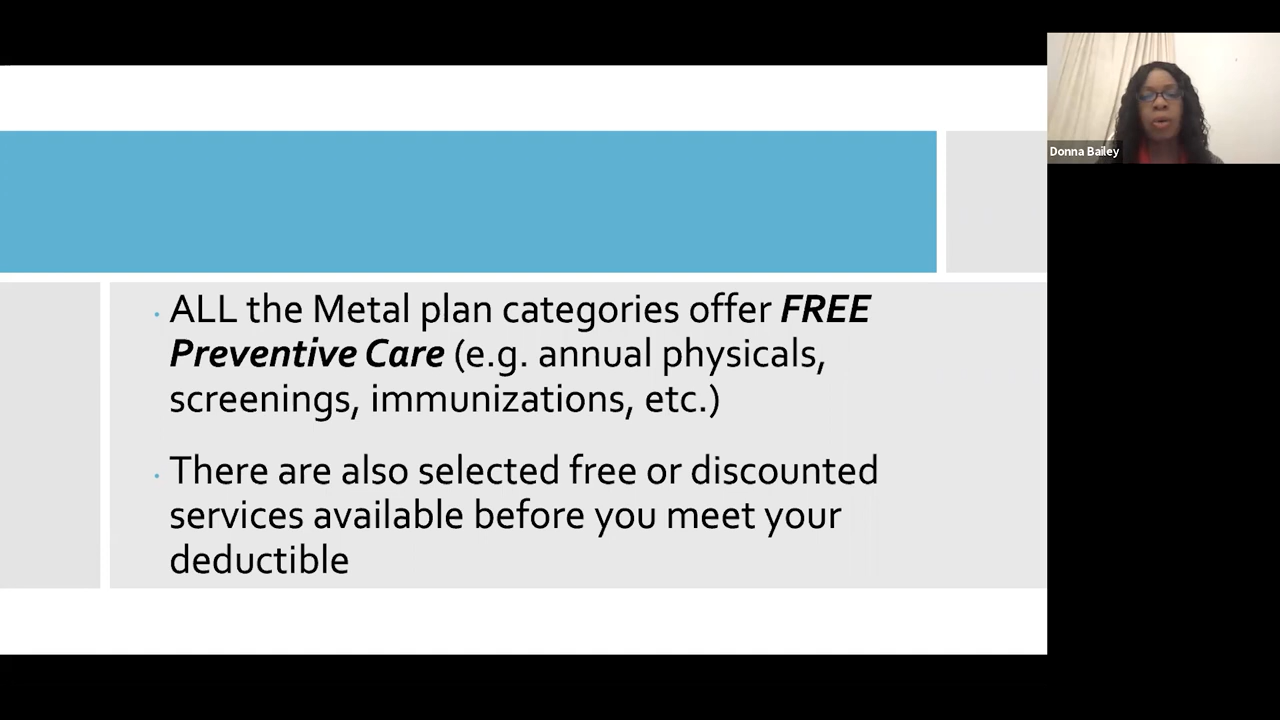 ALL the Metal plan categories offer FREE
Preventive Care (e.g. annual physicals,
screenings, immunizations, etc.)
There are also selected free or discounted
services available before you meet your
deductible
Donna Bailey